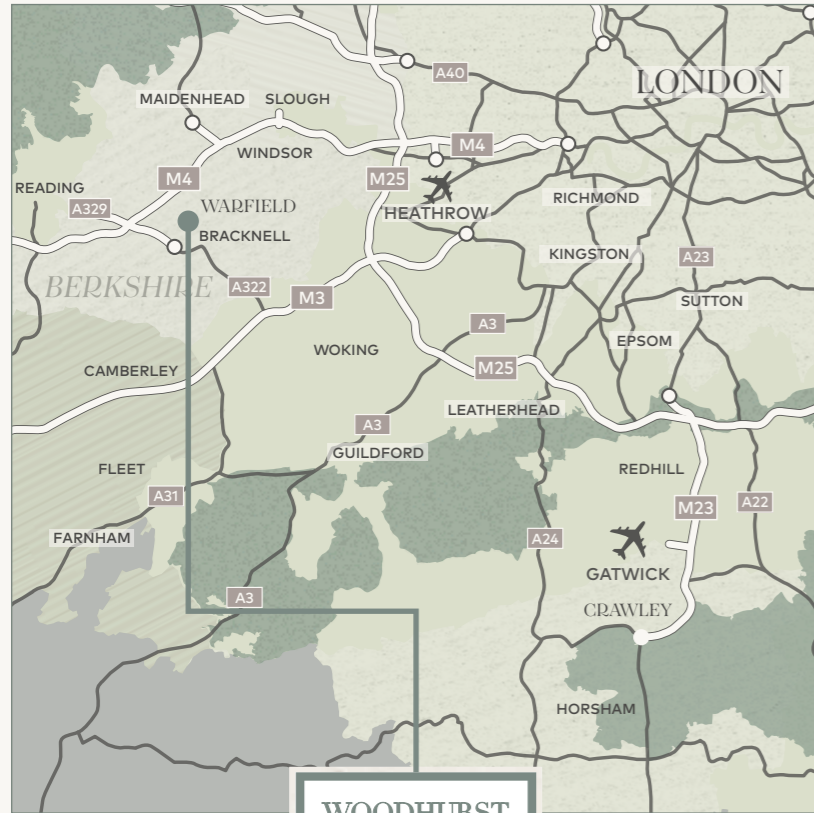 A40
LONDON
MAIDENHEAD
SLOUGH
M4
WINDSOR
M4
M25
READING
HEATHROW
RICHMOND
A329
WARFIELD
BRACKNELL
KINGSTON
A23
BERKSHIRE
A322
M3
SUTTON
A3
EPSOM
WOKING
M25
CAMBERLEY
LEATHERHEAD
A3
GUILDFORD
FLEET
REDHILL
A31
M23
A22
FARNHAM
A24
GATWICK
A3
CRAWLEY
HORSHAM
WOODHURST